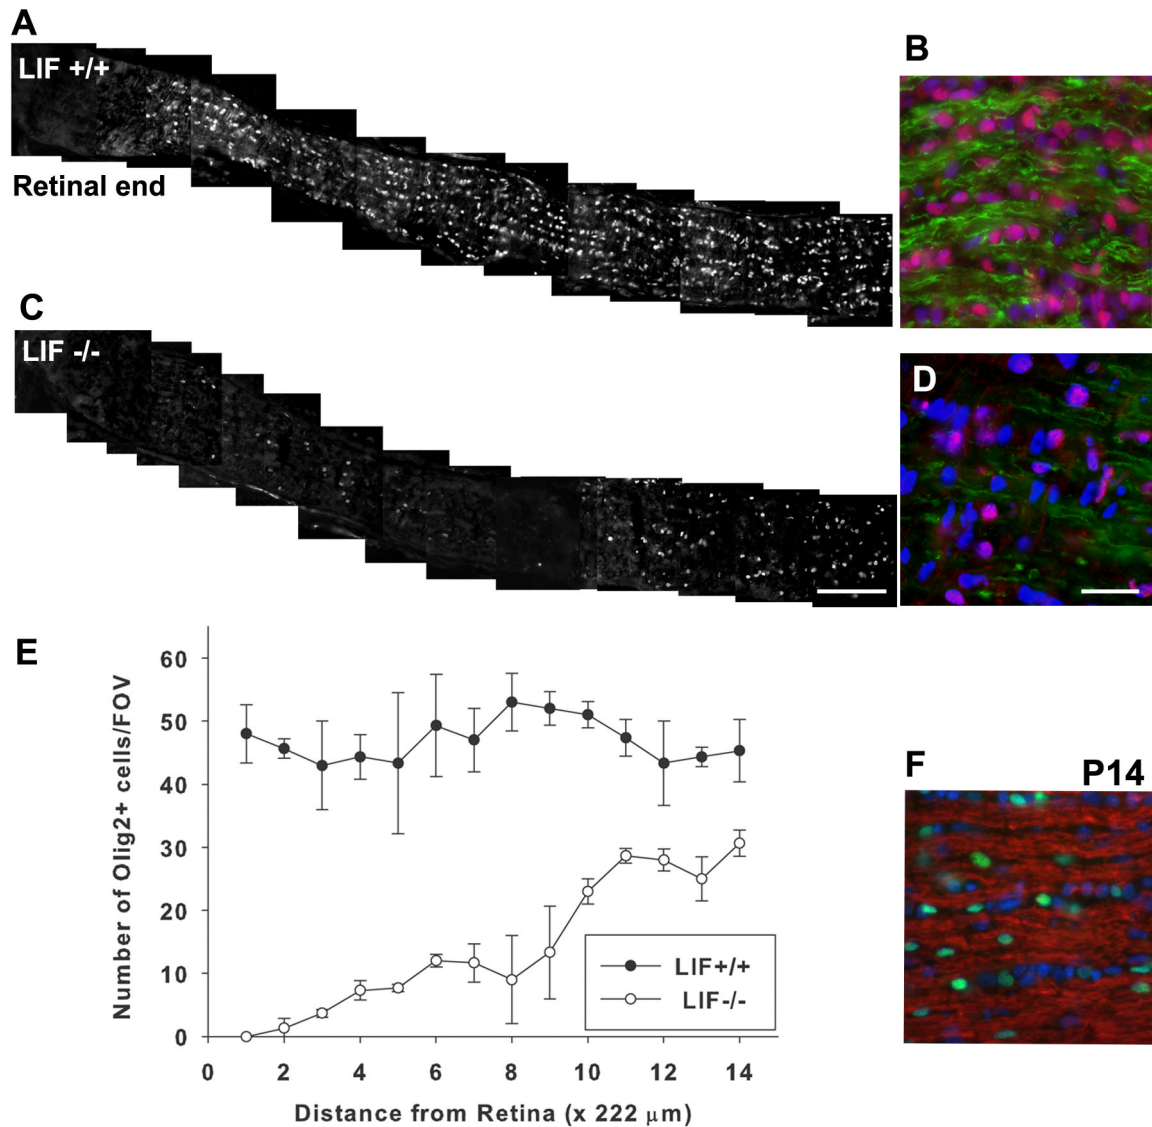 A
LIF +/+
Retinal end
B
C
LIF -/-
D
E
Number of Olig2+ cells/FOV
60
50
40
30
20
10
0
LIF+/+
LIF-/-
0 2 4 6 8 10 12 14
Distance from Retina (x 222 µm)
F
P14